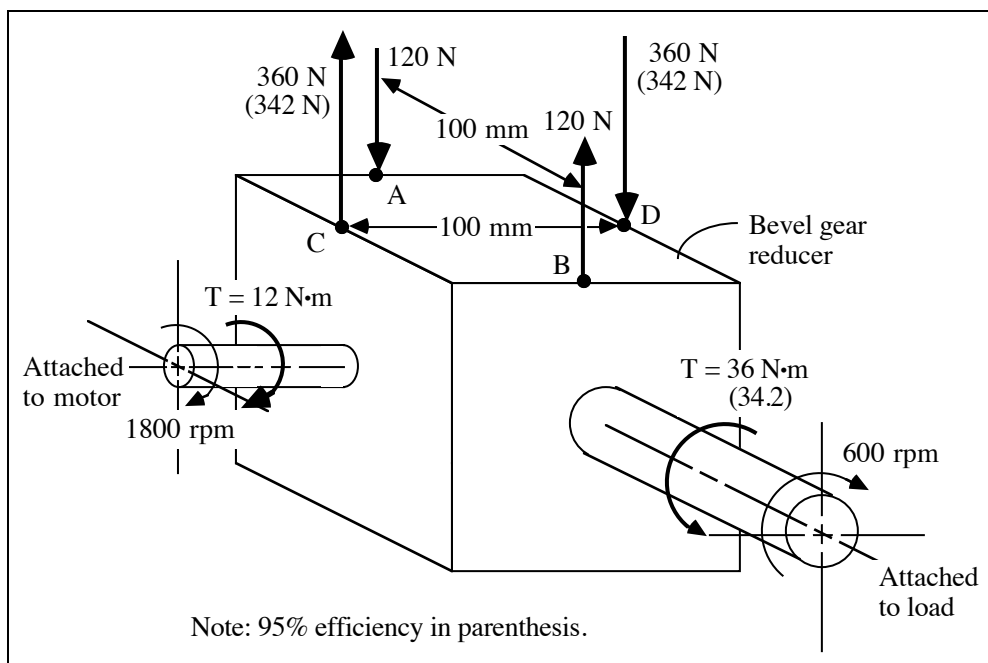 360 N
(342 N)
120 N
360 N
(342 N)
100 mm
120 N
A
C
100 mm
D
B
Bevel gear
reducer
T = 12 N•m
Attached
to motor
1800 rpm
T = 36 N•m
(34.2)
600 rpm
Attached
to load
Note: 95% efficiency in parenthesis.